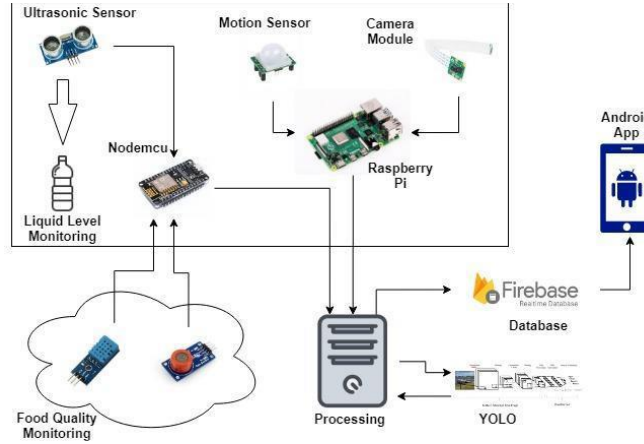 Ultrasonic Sensor
Motion Sensor
Camera
Module
Nodemcu
Raspberry
Pi
Android
App
Liquid Level
Monitoring
Firebase
Realtime Database
Database
Food Quality
Monitoring
Processing
YOLO